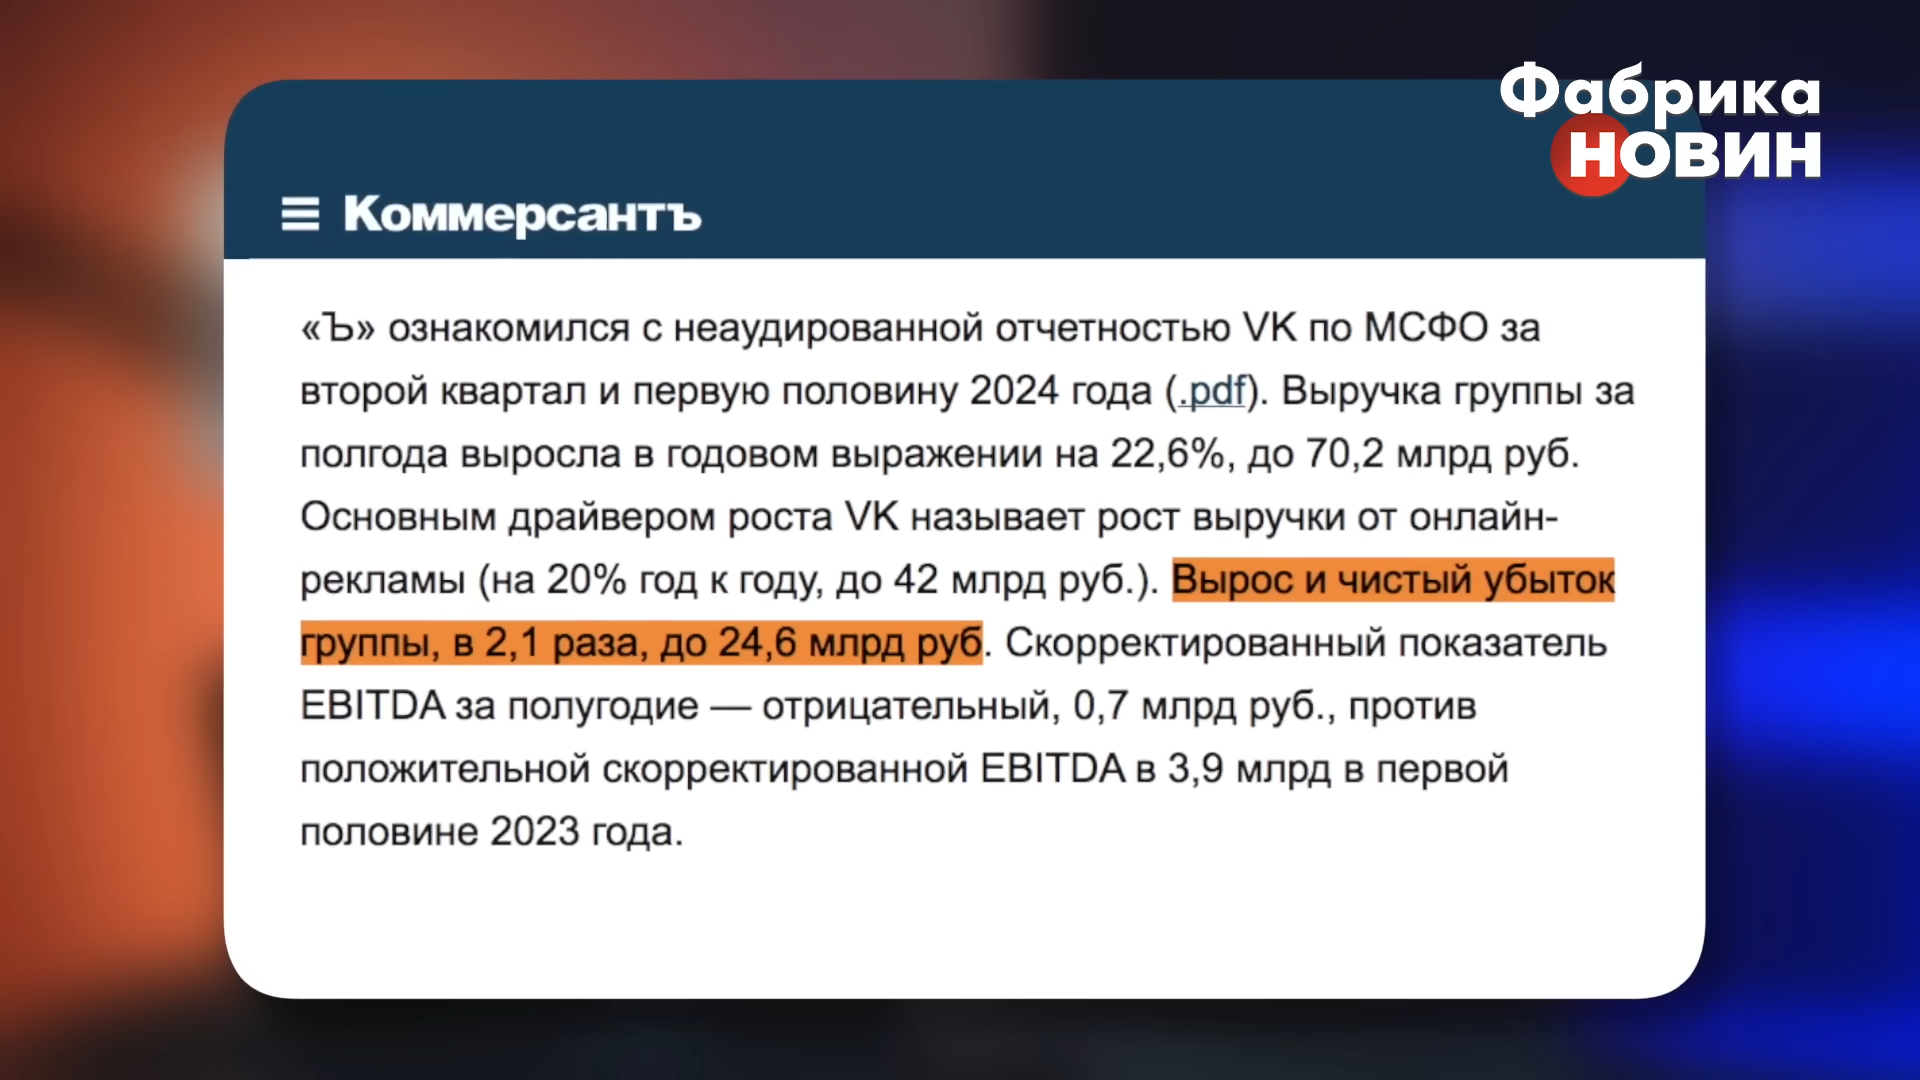 Фабрика
новин
Коммерсантъ
«Ъ» ознакомился с неаудированной отчетностью VK по МСФО за
второй квартал и первую половину 2024 года (.pdf). Выручка группы за
полгода выросла в годовом выражении на 22,6%, до 70,2 млрд руб.
Основным драйвером роста VK называет рост выручки от онлайн-
рекламы (на 20% год к году, до 42 млрд руб.). Вырос и чистый убыток
группы, в 2,1 раза, до 24,6 млрд руб. Скорректированный показатель
EBITDA за полугодие — отрицательный, 0,7 млрд руб., против
положительной скорректированной EBITDA в 3,9 млрд в первой
половине 2023 года.